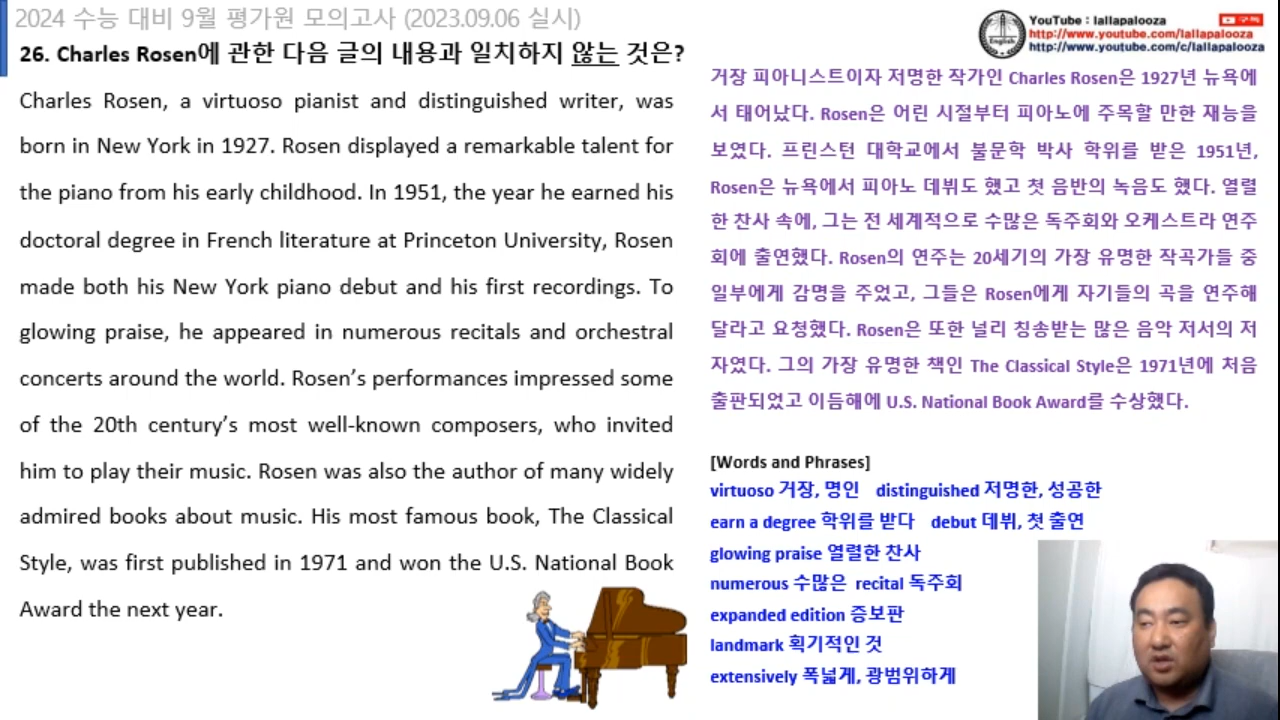 2024 수능 대비 9월 평가원 모의고사 (2023.09.06 실시)
26. Charles Rosen에 관한 다음 글의 내용과 일치하지 않는 것은?
Charles Rosen, a virtuoso pianist and distinguished writer, was
born in New York in 1927. Rosen displayed a remarkable talent for
the piano from his early childhood. In 1951, the year he earned his
doctoral degree in French literature at Princeton University, Rosen
made both his New York piano debut and his first recordings. To
glowing praise, he appeared in numerous recitals and orchestral
concerts around the world. Rosen’s performances impressed some
of the 20th century’s most well-known composers, who invited
him to play their music. Rosen was also the author of many widely
admired books about music. His most famous book, The Classical
Style, was first published in 1971 and won the U.S. National Book
Award the next year.
English
YouTube : lallapalooza
구독
http://www.youtube.com/lallapalooza
http://www.youtube.com/c/lallapalooza
거장 피아니스트이자 저명한 작가인 Charles Rosen은 1927년 뉴욕에
서 태어났다. Rosen은 어린 시절부터 피아노에 주목할 만한 재능을
보였다. 프린스턴 대학교에서 불문학 박사 학위를 받은 1951년,
Rosen은 뉴욕에서 피아노 데뷔도 했고 첫 음반의 녹음도 했다. 열렬
한 찬사 속에, 그는 전 세계적으로 수많은 독주회와 오케스트라 연주
회에 출연했다. Rosen의 연주는 20세기의 가장 유명한 작곡가들 중
일부에게 감명을 주었고, 그들은 Rosen에게 자기들의 곡을 연주해
달라고 요청했다. Rosen은 또한 널리 칭송받는 많은 음악 저서의 저
자였다. 그의 가장 유명한 책인 The Classical Style은 1971년에 처음
출판되었고 이듬해에 U.S. National Book Award를 수상했다.
[Words and Phrases]
virtuoso 거장, 명인 distinguished 저명한, 성공한
earn a degree 학위를 받다 debut 데뷔, 첫 출연
glowing praise 열렬한 찬사
numerous 수많은 recital 독주회
expanded edition 증보판
landmark 획기적인 것
extensively 폭넓게, 광범위하게